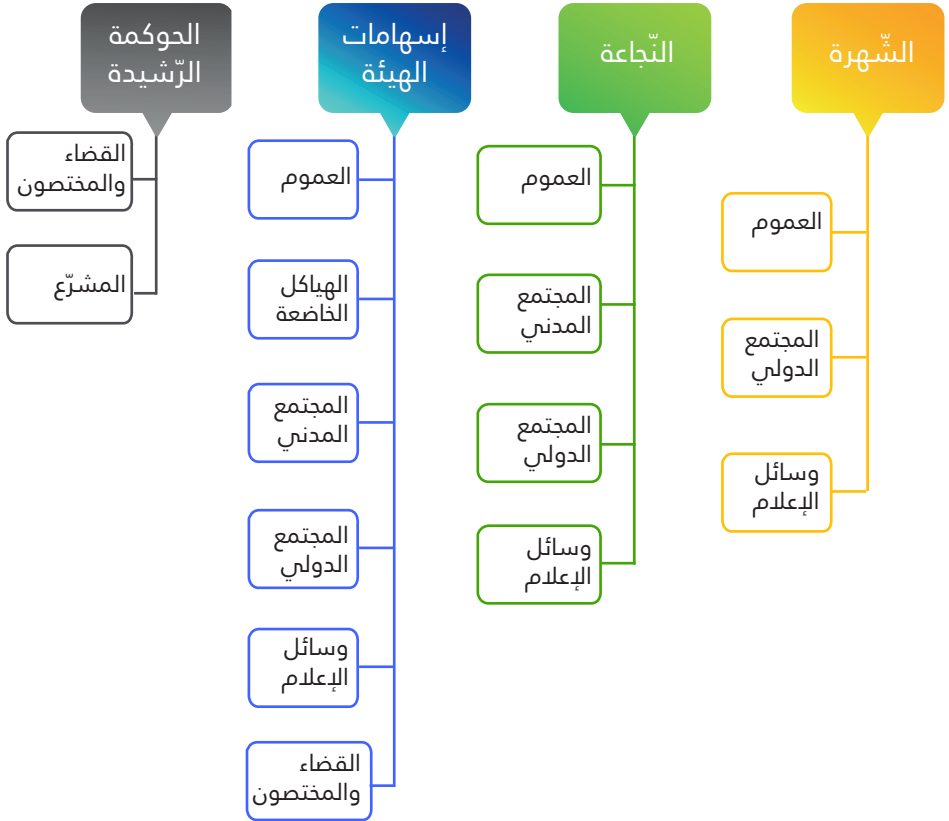 الشّهرة
العموم
المجتمع
الدولي
وسائل
الإعلام
النّجاعة
العموم
المجتمع
المدني
المجتمع
الدولي
وسائل
الإعلام
إسهامات
الهيئة
العموم
الهياكل
الخاضعة
المجتمع
المدني
المجتمع
الدولي
وسائل
الإعلام
القضاء
والمختصون
الحوكمة
الرّشيدة
القضاء
والمختصون
المشرّع